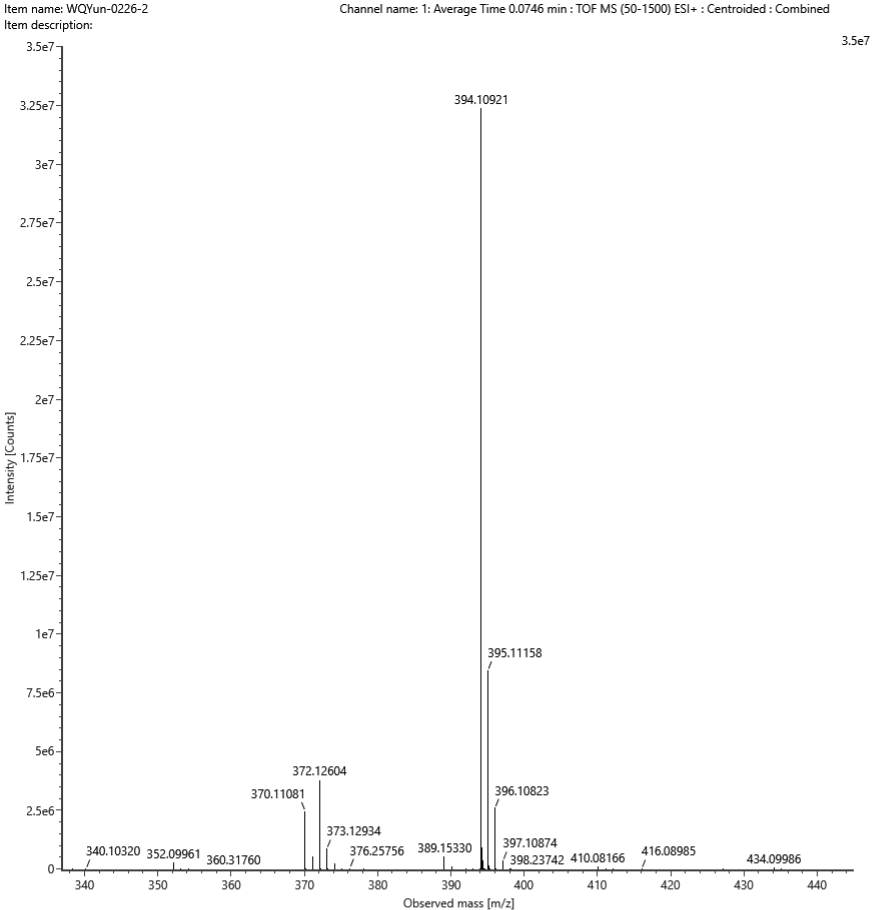 Item name: WQYun-0226-2
Channel name: 1: Average Time 0.0746 min : TOF MS (50-1500) ESI+ : Centroided : Combined
Item description:
3.5e7
3.5e7
394.10921
3.25e7
3e7
2.75e7
2.5e7
2.25e7
2e7
Intensity [Counts]
1.75e7
1.5e7
1.25e7
1e7
395.11158
7.5e6
372.12604
5e6
370.11081
396.10823
2.5e6
373.12934
389.15330
397.10874
340.10320
352.09961
376.25756
416.08985
360.31760
398.23742
410.08166
434.09986
0
340
350
360
370
380
390
400
410
420
430
440
Observed mass [m/z]